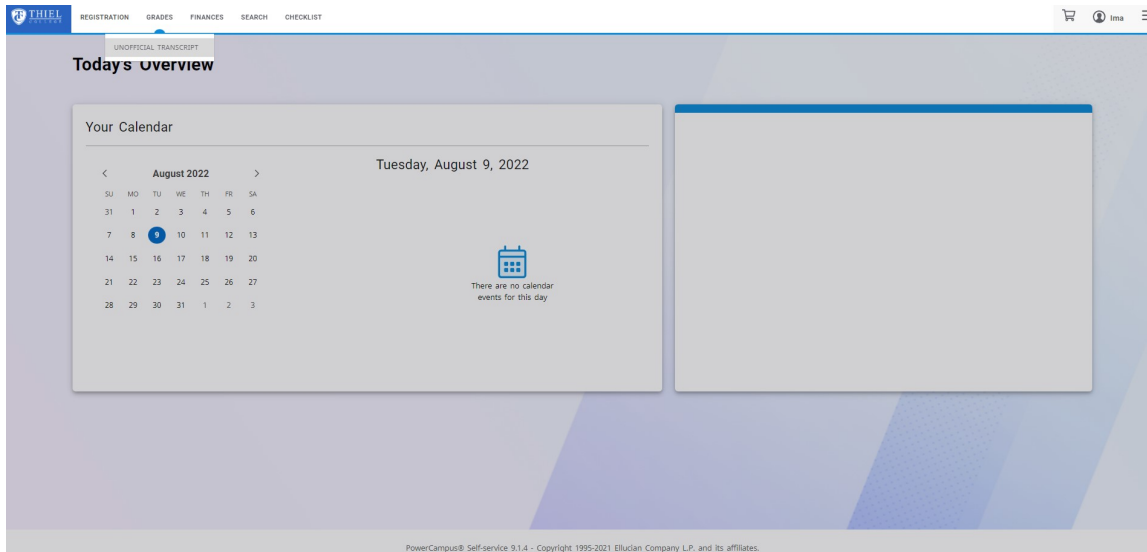 THIEL
COLLEGE
REGISTRATION GRADES FINANCES SEARCH CHECKLIST
Ima
UNOFFICIAL TRANSCRIPT
Today's Overview
Your Calendar
August 2022
SU MO TU WE TH FR SA
31 1 2 3 4 5 6
7 8 9 10 11 12 13
14 15 16 17 18 19 20
21 22 23 24 25 26 27
28 29 30 31 1 2 3
Tuesday, August 9, 2022
There are no calendar
events for this day
PowerCampus® Self-service 9.1.4 - Copyright 1995-2021 Ellucian Company L.P. and its affiliates.